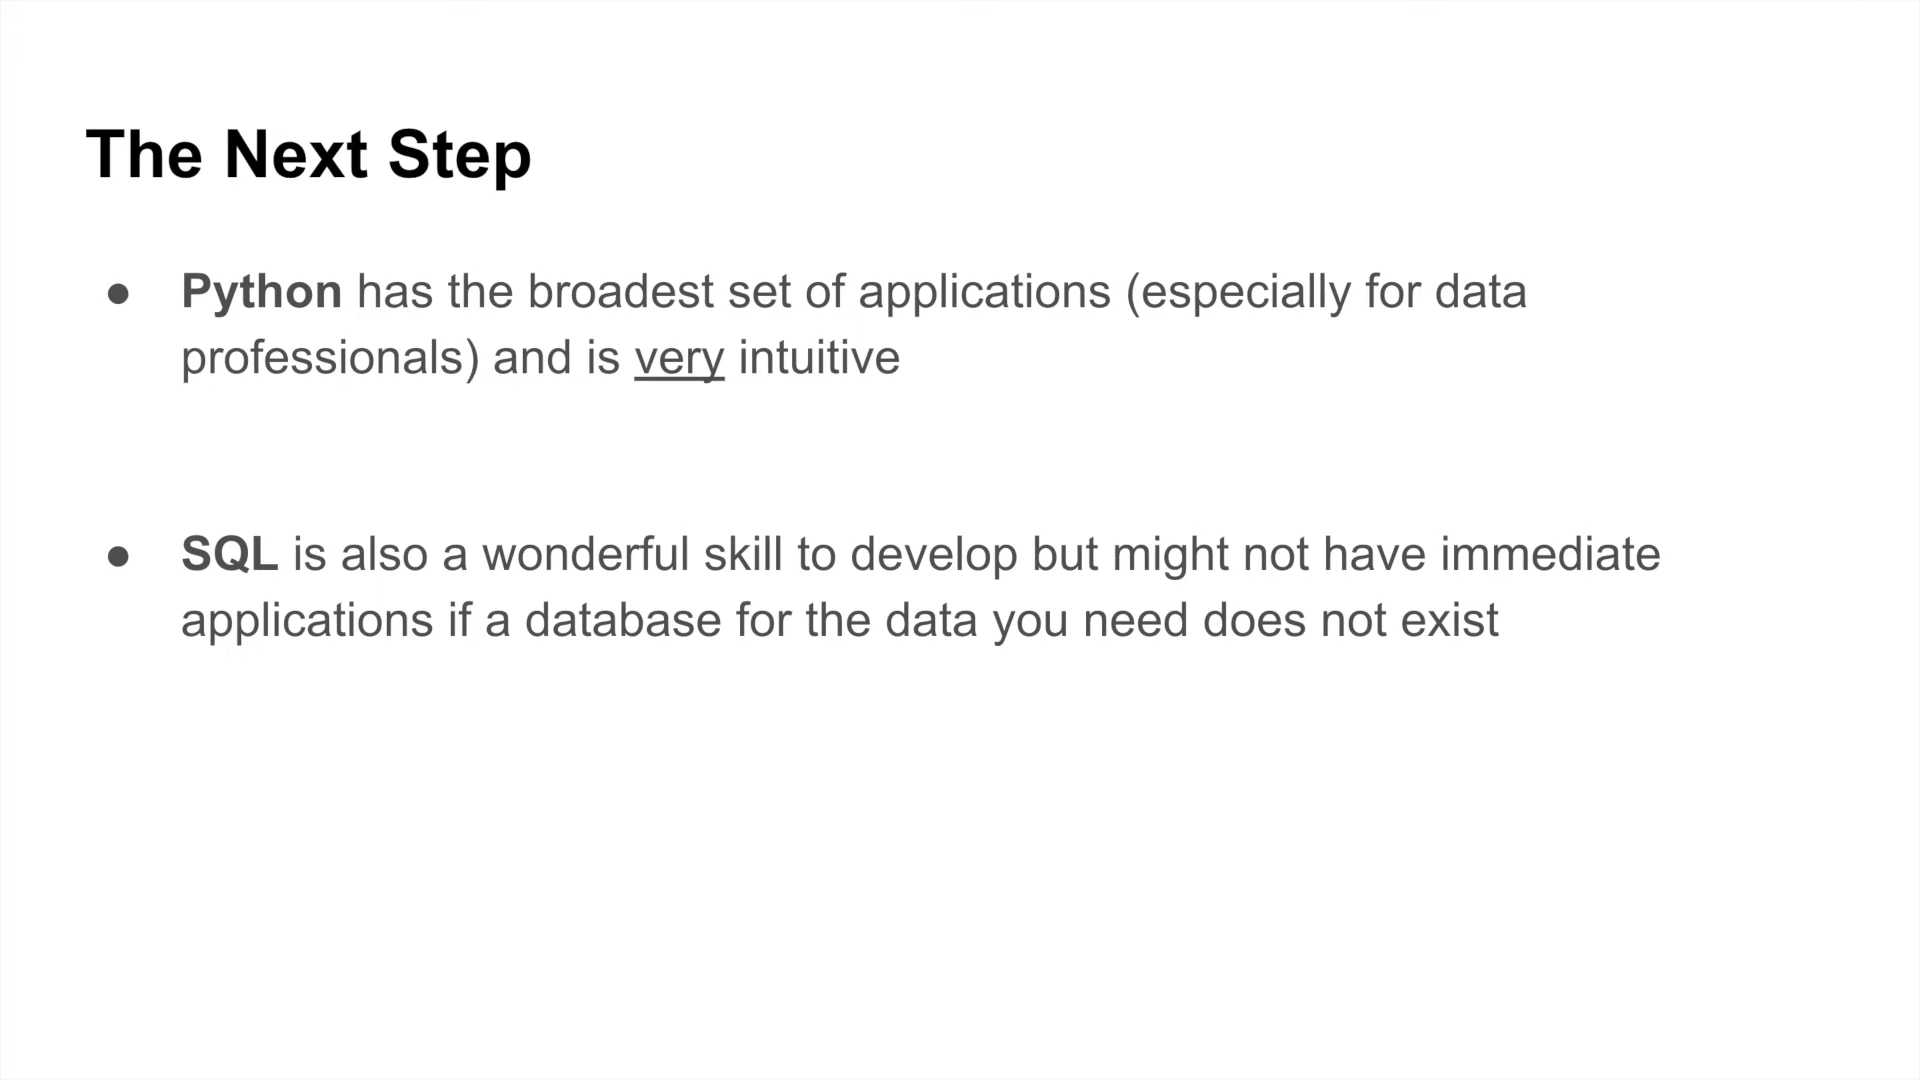 The Next Step
● Python has the broadest set of applications (especially for data
professionals) and is very intuitive
● SQL is also a wonderful skill to develop but might not have immediate
applications if a database for the data you need does not exist